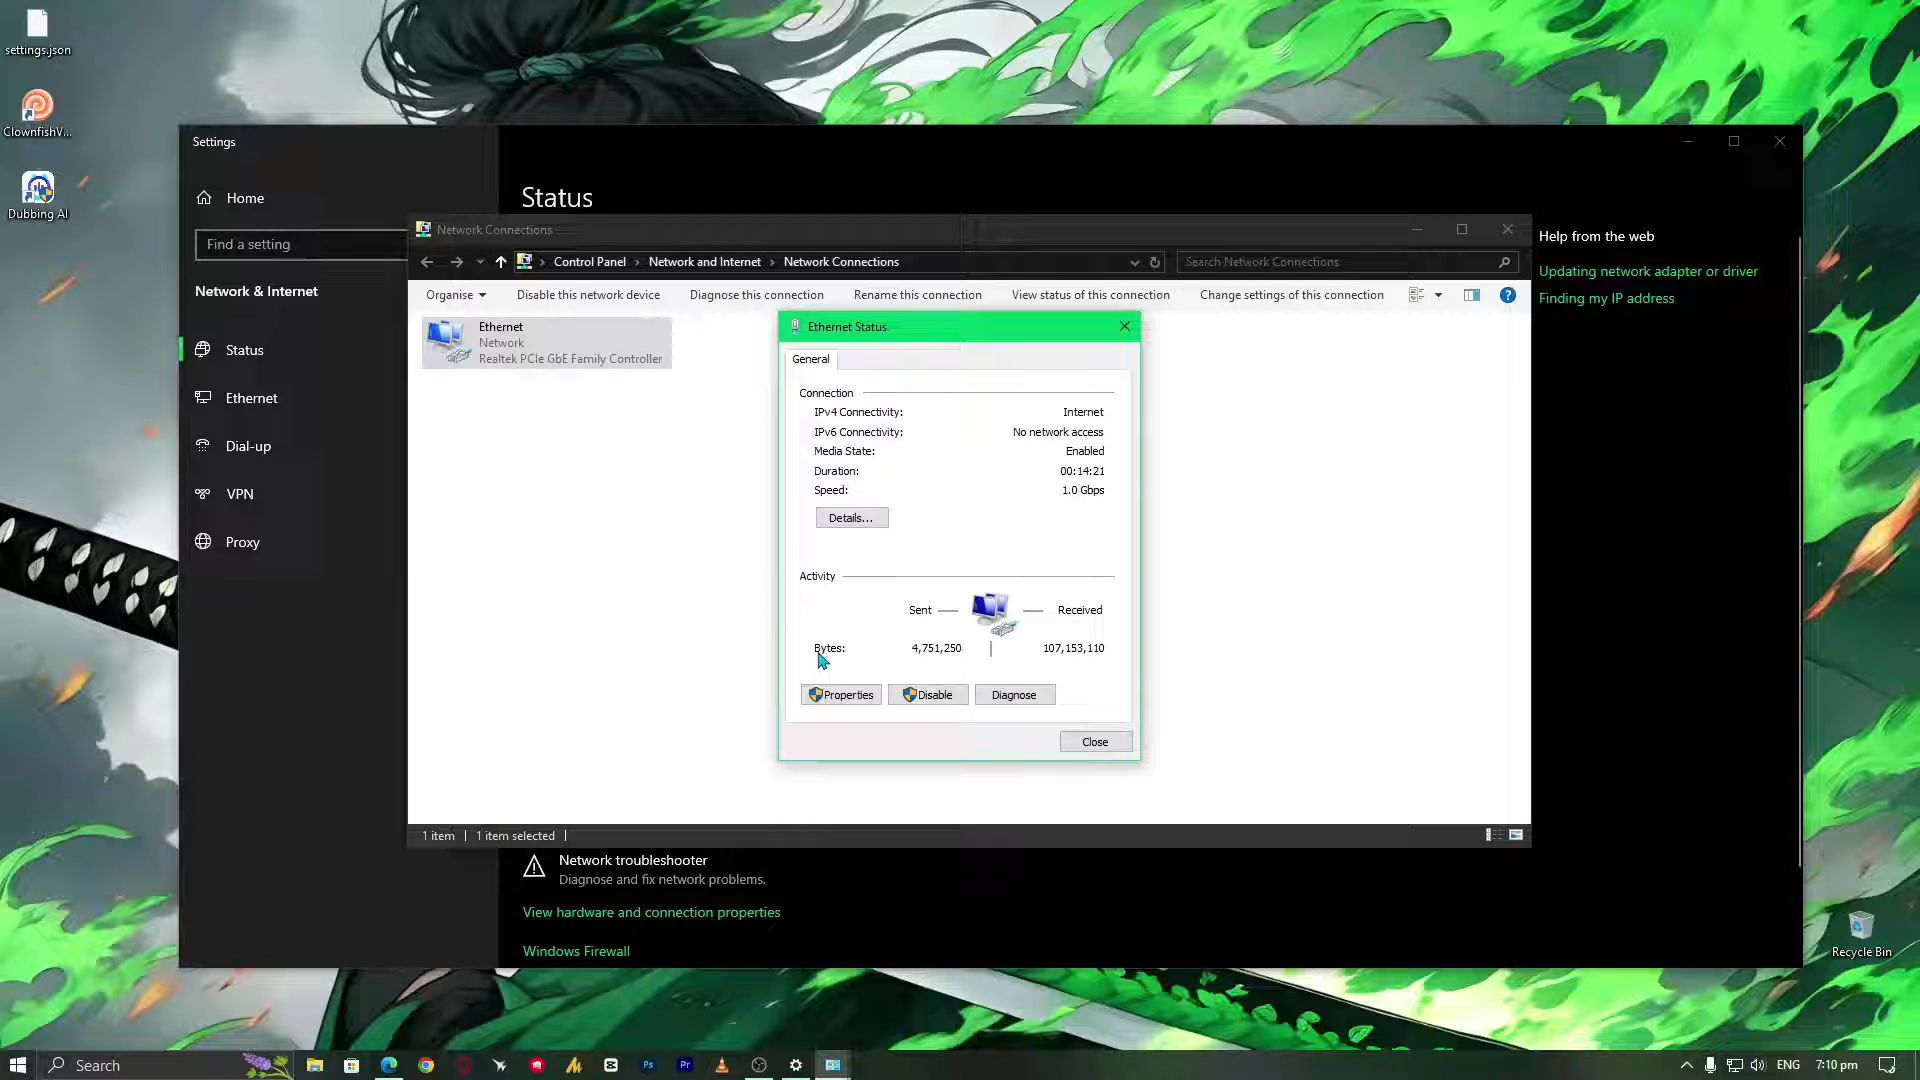 settings.json
ClownfishV...
Dubbing AI
Settings
Home
Find a setting
Network & Internet
Status
Ethernet
Dial-up
VPN
Proxy
Status
Network Connections
Control Panel > Network and Internet > Network Connections
Search Network Connections
Organise
Disable this network device
Diagnose this connection
Rename this connection
View status of this connection
Change settings of this connection
Ethernet
Network
Realtek PCIe GbE Family Controller
Ethernet Status
General
Connection
IPv4 Connectivity: Internet
IPv6 Connectivity: No network access
Media State: Enabled
Duration: 00:14:21
Speed: 1.0 Gbps
Details...
Activity
Sent Received
Bytes: 4,751,250 107,153,110
Properties
Disable
Diagnose
Close
1 item
1 item selected
Network troubleshooter
Diagnose and fix network problems.
View hardware and connection properties
Windows Firewall
Help from the web
Updating network adapter or driver
Finding my IP address
Recycle Bin
Search
Ps
Pr
ENG
7:10 pm